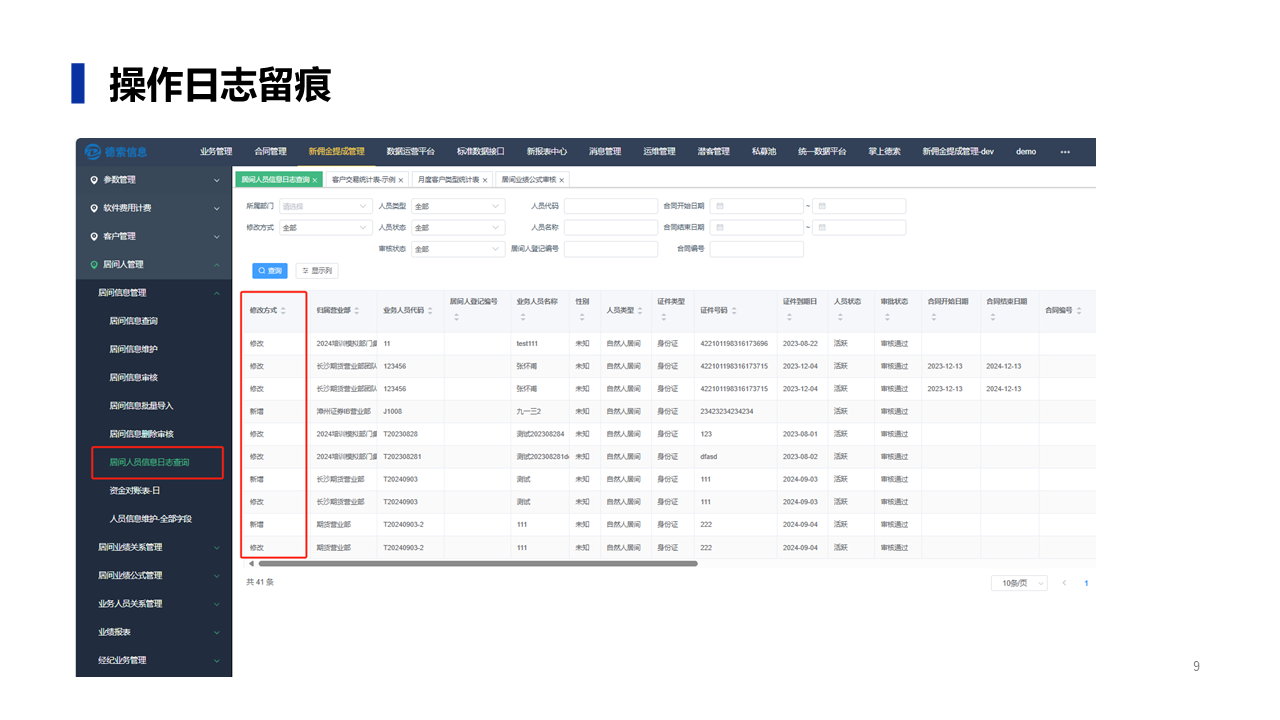 操作日志留痕
德索信息
业务管理 合同管理 新佣金提成管理 数据运营平台 标准数据接口 新报表中心 消息管理 运维管理 潜客管理 私募池 统一数据平台 掌上德索 新佣金提成管理-dev demo •••
参数管理
软件费用计费
客户管理
居间人管理
居间信息管理
居间信息查询
居间信息维护
居间信息审核
居间信息批量导入
居间信息删除审核
居间人员信息日志查询
资金对账表-日
人员信息维护-全部字段
居间业绩关系管理
居间业绩公式管理
业务人员关系管理
业绩报表
经纪业务管理
居间人员信息日志查询 × 客户交易统计表-示例 × 月度客户类型统计表 × 居间业绩公式审核 ×
所属部门 请选择 人员类型 全部 人员代码 合同开始日期 ~
修改方式 全部 人员状态 全部 人员名称 合同结束日期 ~
审核状态 全部 居间人登记编号 合同编号
查询 显示列
修改方式 归属营业部 业务人员代码 居间人登记编号 业务人员名称 性别 人员类型 证件类型 证件号码 证件到期日 人员状态 审批状态 合同开始日期 合同结束日期 合同编号
修改 2024培训模拟部门 11 test111 未知 自然人居间 身份证 422101198316173696 2023-08-22 活跃 审核通过
修改 长沙期货营业部团队 123456 张怀甫 未知 自然人居间 身份证 422101198316173715 2023-12-04 活跃 审核通过 2023-12-13 2024-12-13
修改 长沙期货营业部团队 123456 张怀甫 未知 自然人居间 身份证 422101198316173715 2023-12-04 活跃 审核通过 2023-12-13 2024-12-13
新增 漳州证券IB营业部 J1008 九一三2 未知 自然人居间 身份证 23423234234234 活跃 审核通过
修改 2024培训模拟部门 T20230828 测试202308284 未知 自然人居间 身份证 123 2023-08-01 活跃 审核通过
修改 2024培训模拟部门 T202308281 测试202308281d 未知 自然人居间 身份证 dfasd 2023-08-02 活跃 审核通过
新增 长沙期货营业部 T20240903 测试 未知 自然人居间 身份证 111 2024-09-03 活跃 审核通过
修改 长沙期货营业部 T20240903 测试 未知 自然人居间 身份证 111 2024-09-03 活跃 审核通过
新增 期货营业部 T20240903-2 111 未知 自然人居间 身份证 222 2024-09-04 活跃 审核通过
修改 期货营业部 T20240903-2 111 未知 自然人居间 身份证 222 2024-09-04 活跃 审核通过
共 41 条 10条/页 1
9